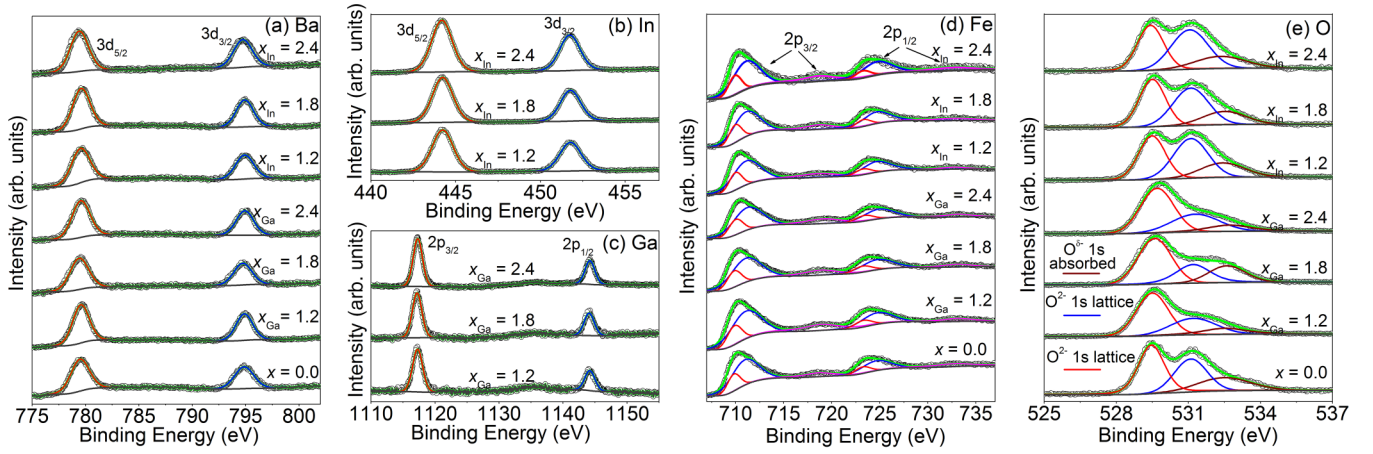 (a) Ba
3d5/2
3d3/2
xIn = 2.4
xIn = 1.8
xIn = 1.2
xGa = 2.4
xGa = 1.8
xGa = 1.2
x = 0.0
Intensity (arb. units)
775 780 785 790 795 800
Binding Energy (eV)
(b) In
3d5/2
3d3/2
xIn = 2.4
xIn = 1.8
xIn = 1.2
Intensity (arb. units)
440 445 450 455
Binding Energy (eV)
(c) Ga
2p3/2
2p1/2
xGa = 2.4
xGa = 1.8
xGa = 1.2
Intensity (arb. units)
1110 1120 1130 1140 1150
Binding Energy (eV)
(d) Fe
2p3/2
2p1/2
xIn = 2.4
xIn = 1.8
xIn = 1.2
xGa = 2.4
xGa = 1.8
xGa = 1.2
x = 0.0
Intensity (arb. units)
710 715 720 725 730 735
Binding Energy (eV)
(e) O
xIn = 2.4
xIn = 1.8
xIn = 1.2
xGa = 2.4
Oδ- 1s
absorbed
xGa = 1.8
O2- 1s lattice
xGa = 1.2
O2- 1s lattice
x = 0.0
Intensity (arb. units)
525 528 531 534 537
Binding Energy (eV)